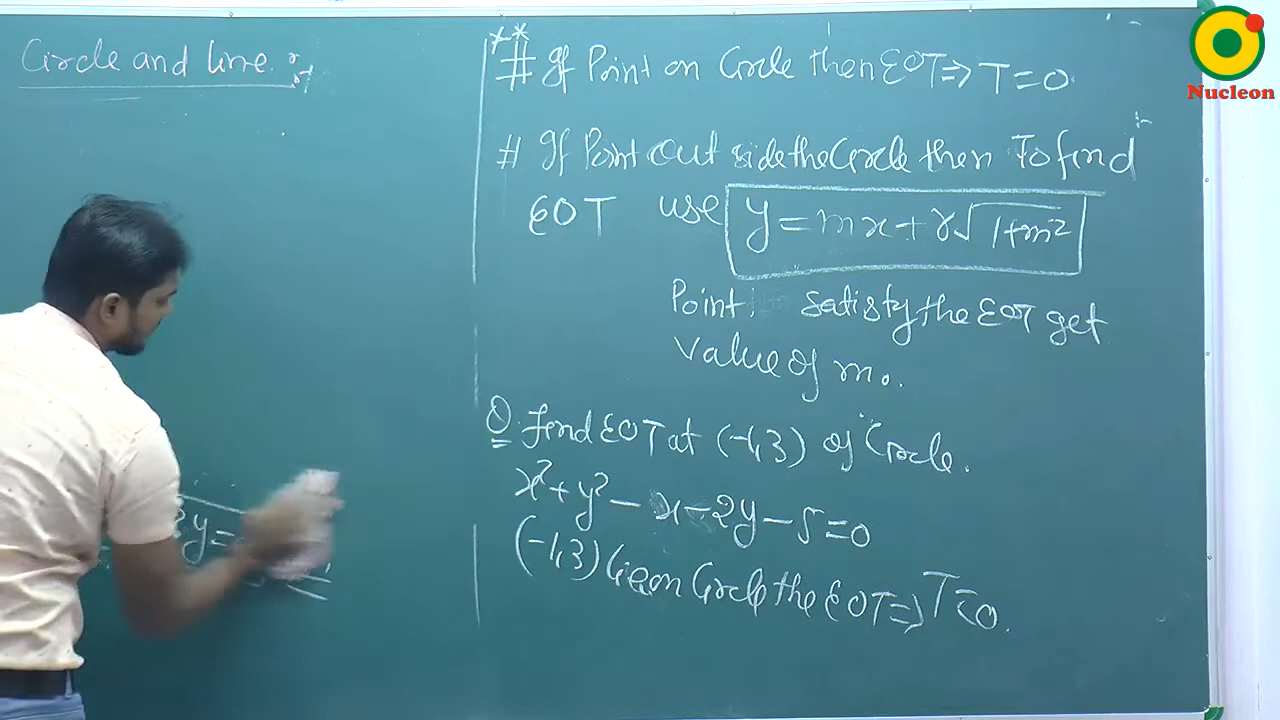 Circle and line
** # If Point on Circle then EOT ⇒ T = 0.
# If Point out side the Circle then To find
EOT use y = mx + r√1+m²
Point satisfy the EOT get
Value of m.
Q. find EOT at (-1,3) of Circle.
x² + y² - x - 2y - 5 = 0
(-1,3) lie on Circle the EOT ⇒ T = 0.
y =
Nucleon